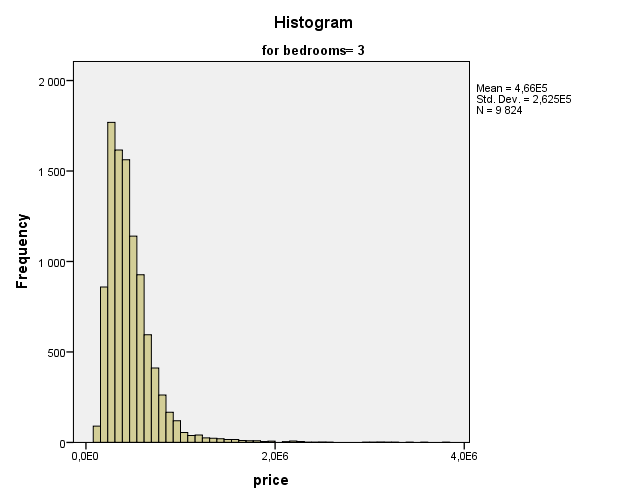 Histogram
for bedrooms= 3
Mean = 4,66E5
Std. Dev. = 2,625E5
N = 9 824
Frequency
2 000
1 500
1 000
500
0
0,0E0 2,0E6 4,0E6
price